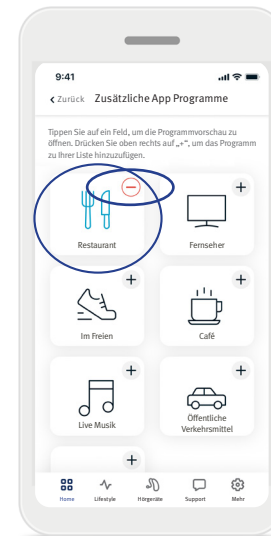 9:41
Zurück Zusätzliche App Programme
Tippen Sie auf ein Feld, um die Programmvorschau zu
öffnen. Drücken Sie oben rechts auf „+“, um das Programm
zu Ihrer Liste hinzuzufügen.
Restaurant Fernseher
Im Freien Café
Live Musik Öffentliche
Verkehrsmittel
Home Lifestyle Hörgeräte Support Mehr